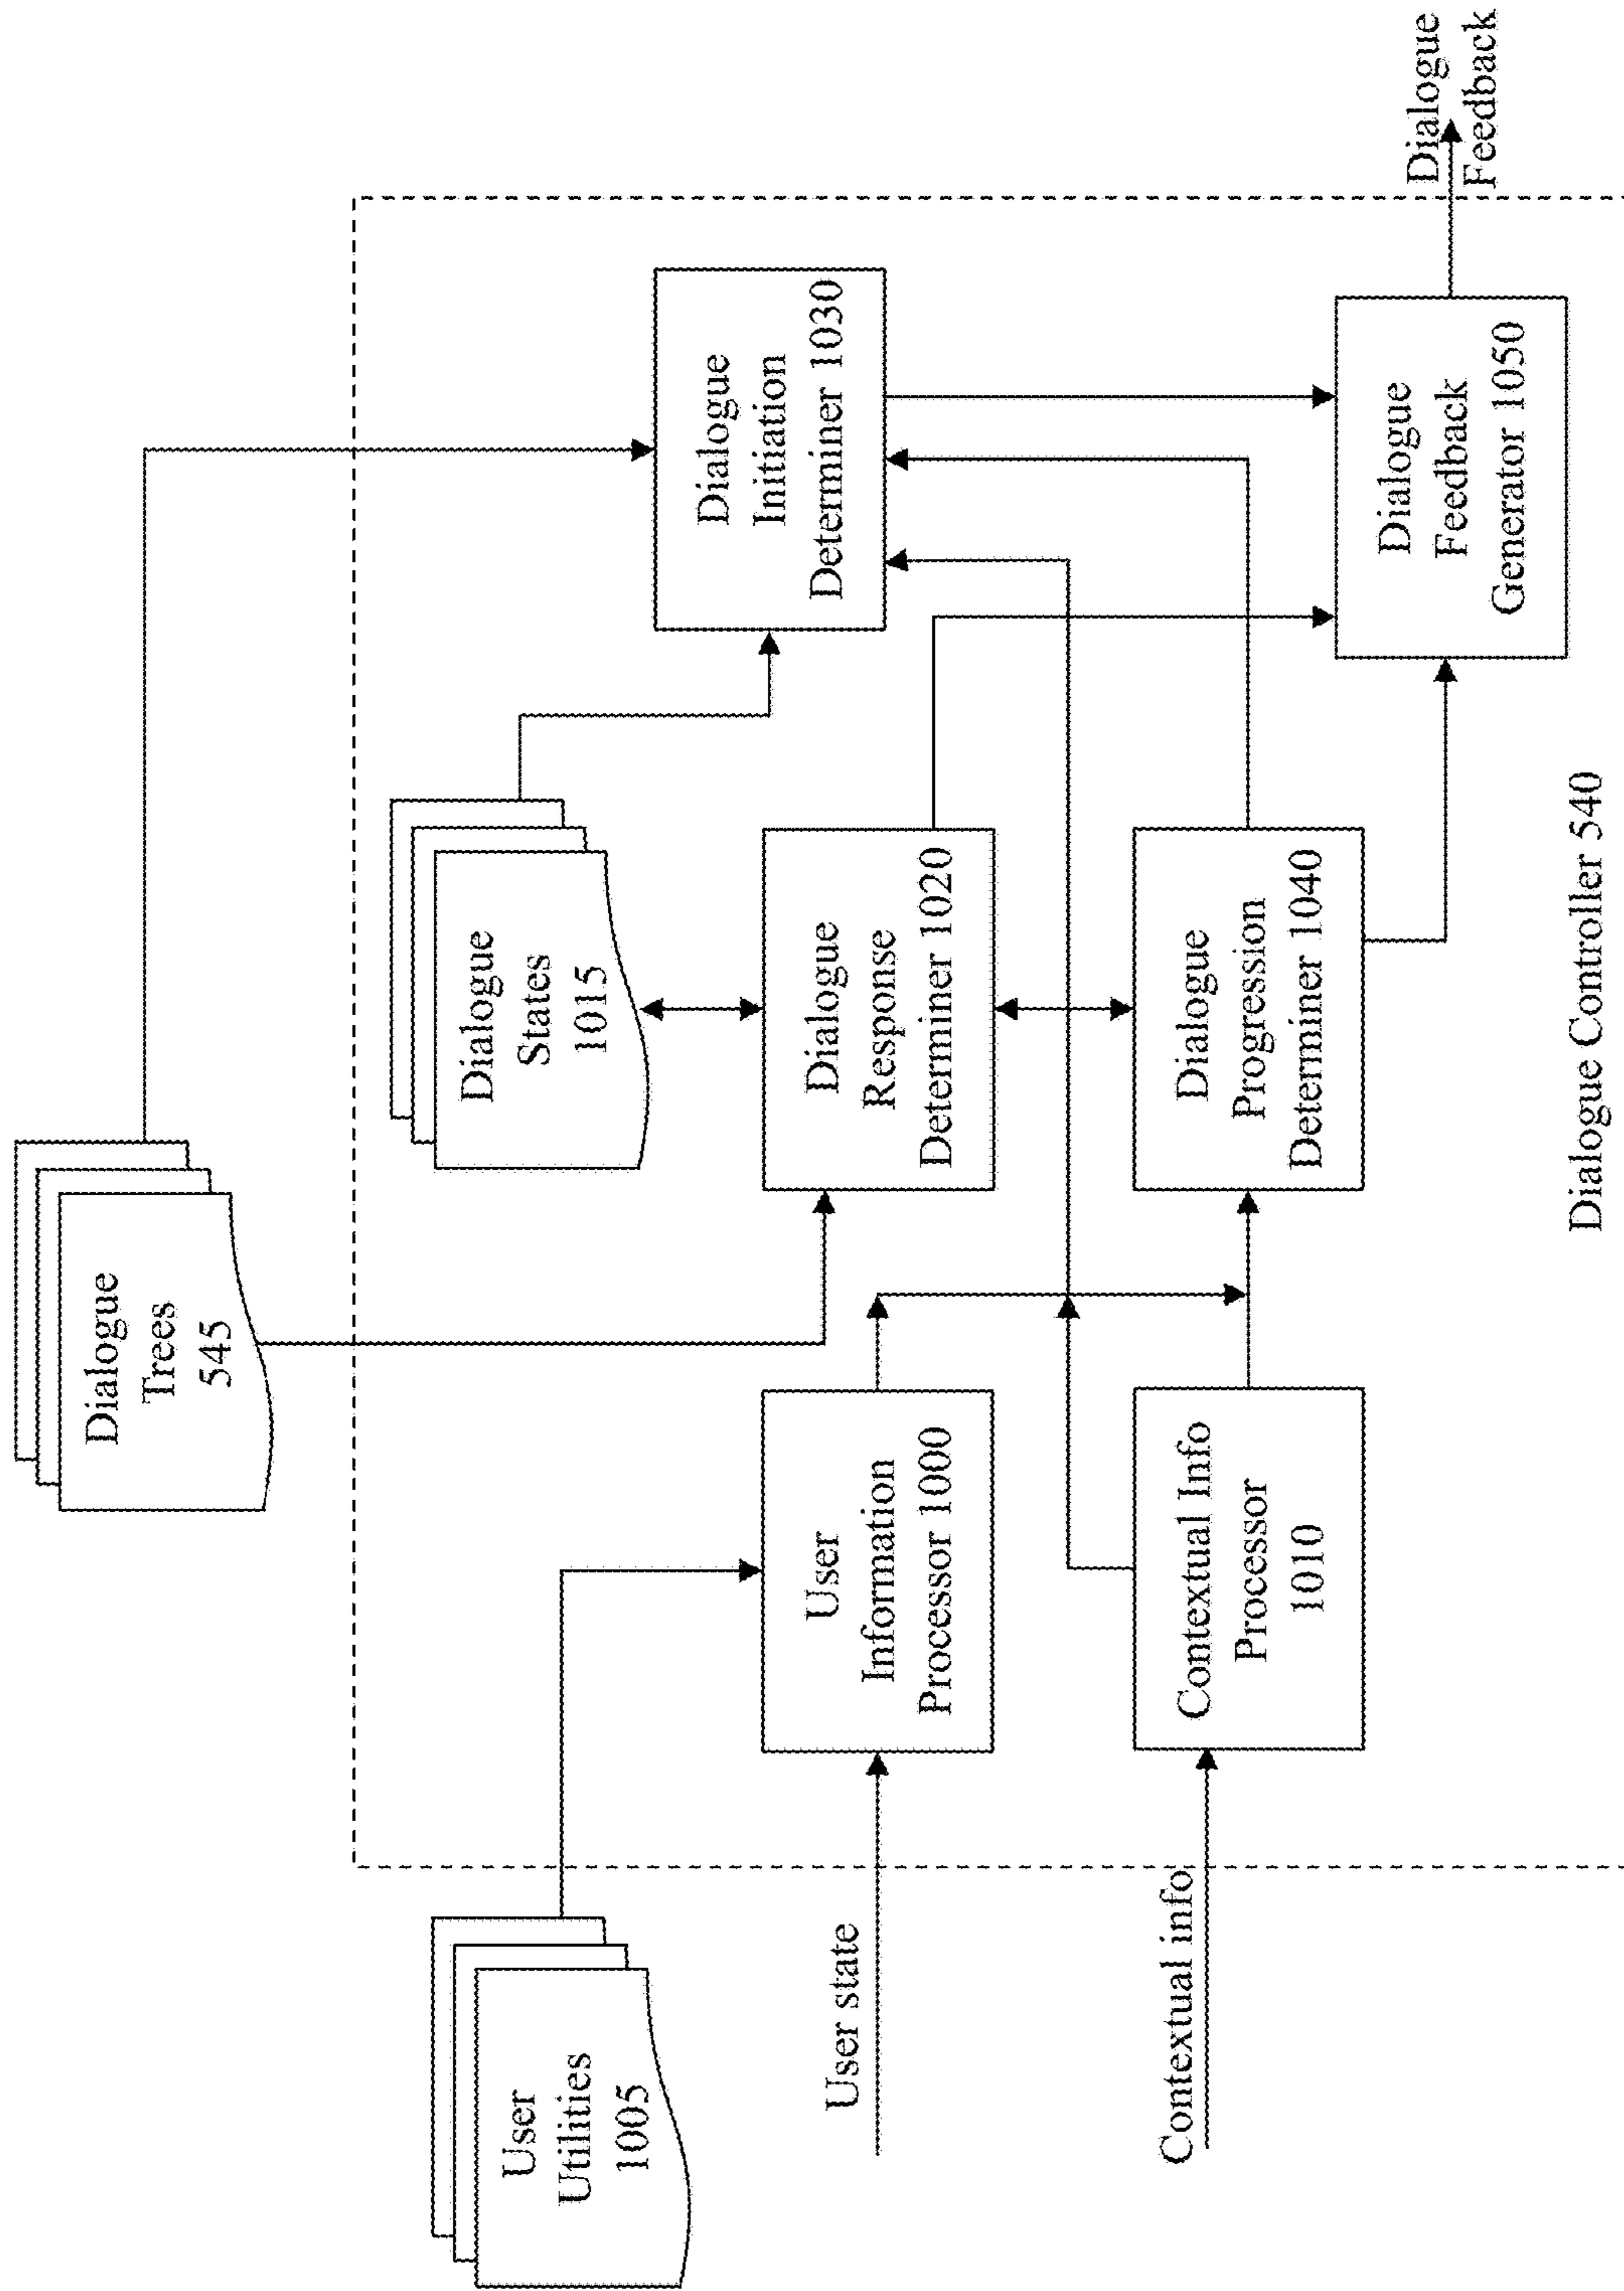 Dialogue
Trees
545
User
Utilities
1005
Dialogue
States
1015
Dialogue
Initiation
Determiner 1030
User state
User
Information
Processor 1000
Dialogue
Response
Determiner 1020
Contextual info
Contextual Info
Processor
1010
Dialogue
Progression
Determiner 1040
Dialogue
Feedback
Generator 1050
Dialogue
Feedback
Dialogue Controller 540